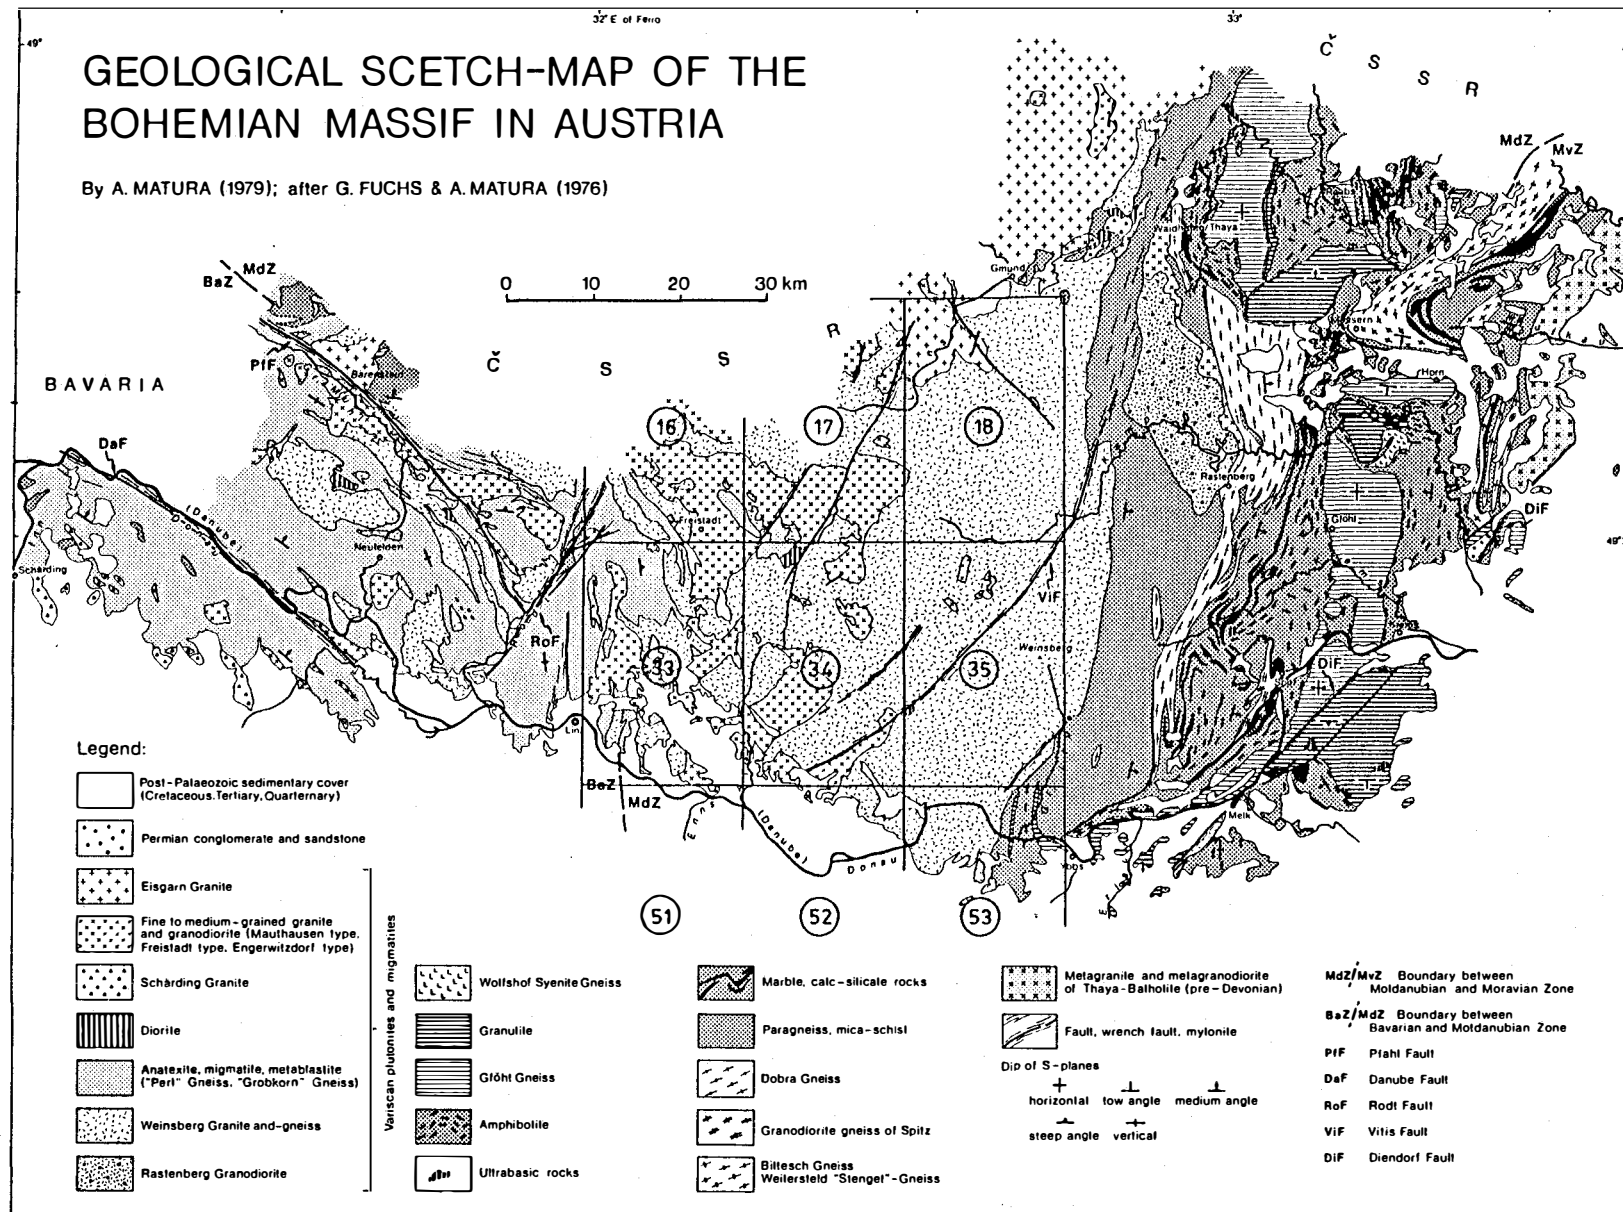 32° E of Ferro
33°
49°
GEOLOGICAL SCETCH-MAP OF THE
BOHEMIAN MASSIF IN AUSTRIA
By A. MATURA (1979); after G. FUCHS & A. MATURA (1976)
Č S S R
MdZ
MvZ
Waidhofen/Thaya
Gmünd
BaZ
MdZ
0 10 20 30 km
Č S S R
PfF
Bärenstein
BAVARIA
Messern
Horn
DaF
16
17
18
(Danube)
Donau
Freistadt
Rastenberg
Gföhl
DiF
49°
Neufelden
Schärding
RoF
ViF
Weinsberg
33
34
35
DiF
Linz
BaZ
MdZ
Enns
(Danube)
Donau
Melk
Ybbs
51
52
53
Legend:
Post-Palaeozoic sedimentary cover
(Cretaceous, Tertiary, Quarternary)
Permian conglomerate and sandstone
Eisgarn Granite
Fine to medium-grained granite
and granodiorite (Mauthausen type,
Freistadt type, Engerwitzdorf type)
Schärding Granite
Diorite
Anatexite, migmatite, metablastite
("Perl" Gneiss, "Grobkorn" Gneiss)
Weinsberg Granite and-gneiss
Rastenberg Granodiorite
Variscan plutonites and migmatites
Wolfshof Syenite Gneiss
Granulite
Gföhl Gneiss
Amphibolite
Ultrabasic rocks
Marble, calc-silicate rocks
Paragneiss, mica-schist
Dobra Gneiss
Granodiorite gneiss of Spitz
Bittesch Gneiss
Weitersfeld "Stengel"-Gneiss
Metagranite and metagranodiorite
of Thaya-Batholite (pre-Devonian)
Fault, wrench fault, mylonite
Dip of S-planes
horizontal low angle medium angle
steep angle vertical
MdZ/MvZ Boundary between
Moldanubian and Moravian Zone
BaZ/MdZ Boundary between
Bavarian and Moldanubian Zone
PfF Pfahl Fault
DaF Danube Fault
RoF Rodl Fault
ViF Vitis Fault
DiF Diendorf Fault